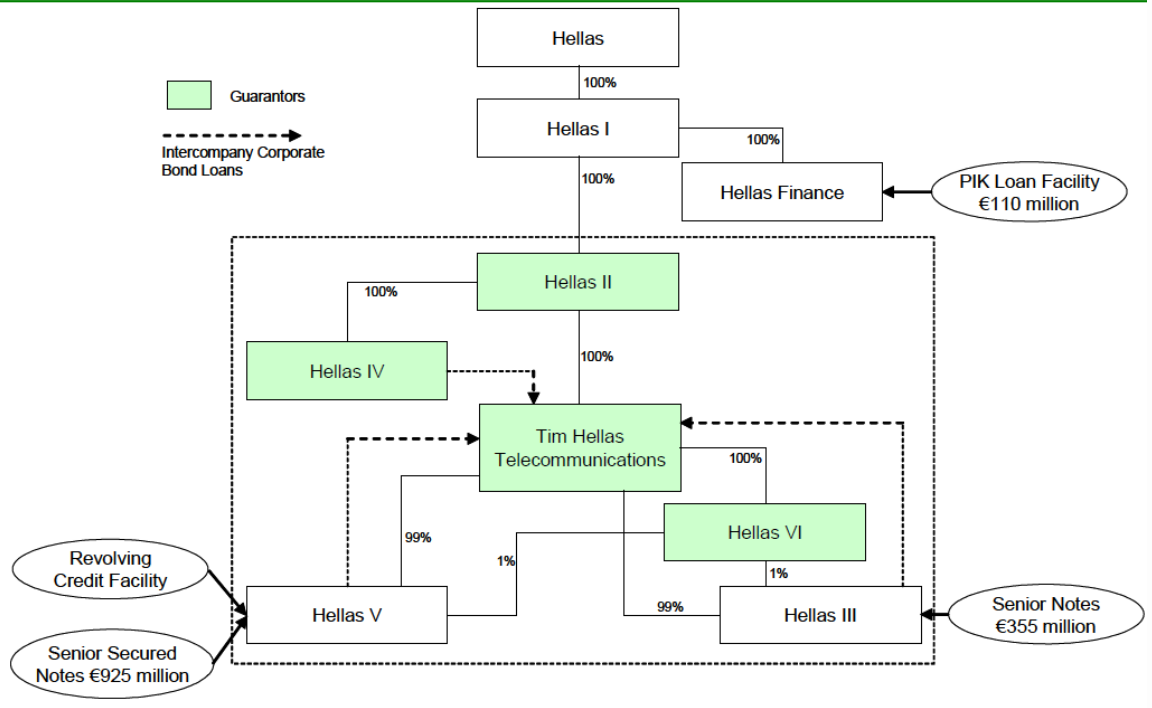 Hellas
100%
Guarantors
Hellas I
100%
Intercompany Corporate
Bond Loans
100%
Hellas Finance
PIK Loan Facility
€110 million
Hellas II
100%
100%
Hellas IV
Tim Hellas
Telecommunications
100%
99%
Hellas VI
1%
1%
99%
Revolving
Credit Facility
Hellas V
Hellas III
Senior Notes
€355 million
Senior Secured
Notes €925 million